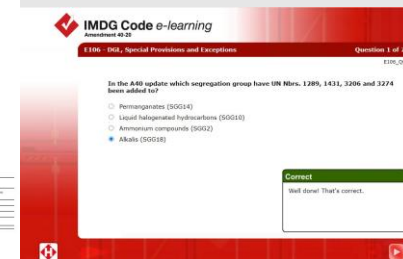 IMDG Code e-learning
Amendment 40-20
E106 - DGL, Special Provisions and Exceptions
Question 1 of
In the A40 update which segregation group have UN Nbrs. 1289, 1431, 3206 and 3274
been added to?
Permanganates (SGG14)
Liquid halogenated hydrocarbons (SGG10)
Ammonium compounds (SGG2)
Alkalis (SGG18)
Correct
Well done! That's correct.